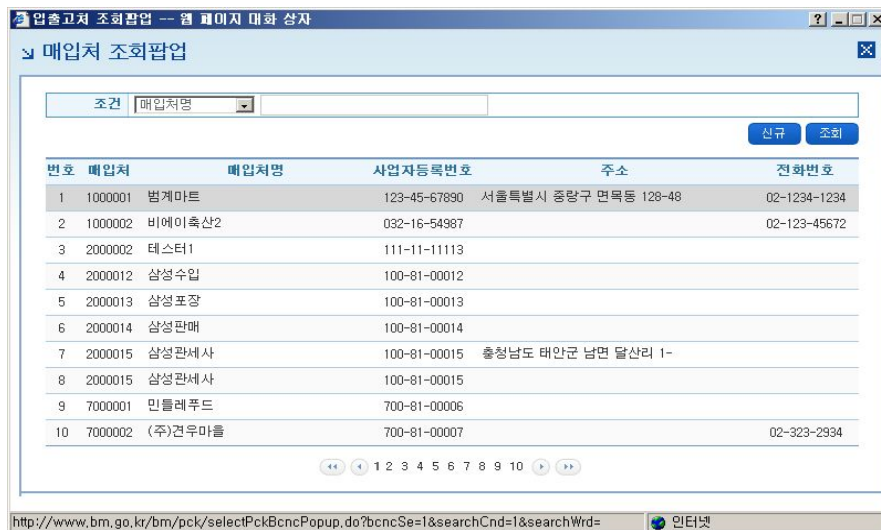 입출고처 조회팝업 -- 웹 페이지 대화 상자
매입처 조회팝업
조건 매입처명
신규 조회
번호 매입처 매입처명 사업자등록번호 주소 전화번호
1 1000001 범계마트 123-45-67890 서울특별시 중랑구 면목동 128-48 02-1234-1234
2 1000002 비에이축산2 032-16-54987 02-123-45672
3 2000002 테스터1 111-11-11113
4 2000012 삼성수입 100-81-00012
5 2000013 삼성포장 100-81-00013
6 2000014 삼성판매 100-81-00014
7 2000015 삼성관세사 100-81-00015 충청남도 태안군 남면 달산리 1-
8 2000015 삼성관세사 100-81-00015
9 7000001 민들레푸드 700-81-00006
10 7000002 (주)견우마을 700-81-00007 02-323-2934
1 2 3 4 5 6 7 8 9 10
http://www.bm.go.kr/bm/pck/selectPckBcncPopup.do?bcncSe=1&searchCnd=1&searchWrd= 인터넷